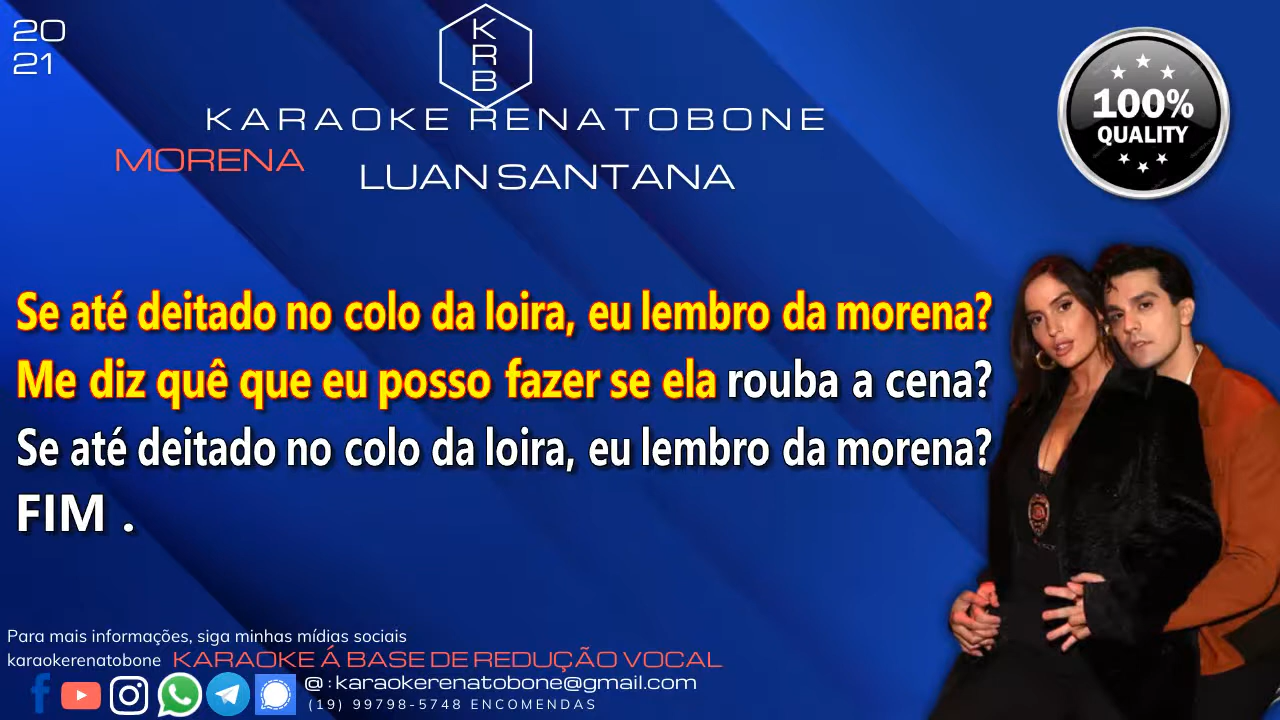 20
21
K
R
B
KARAOKE RENATOBONE
MORENA
LUAN SANTANA
100%
QUALITY
Se até deitado no colo da loira, eu lembro da morena?
Me diz quê que eu posso fazer se ela rouba a cena?
Se até deitado no colo da loira, eu lembro da morena?
FIM .
Para mais informações, siga minhas mídias sociais
karaokerenatobone KARAOKE Á BASE DE REDUÇÃO VOCAL
@ : karaokerenatobone@gmail.com
(19) 99798-5748 ENCOMENDAS